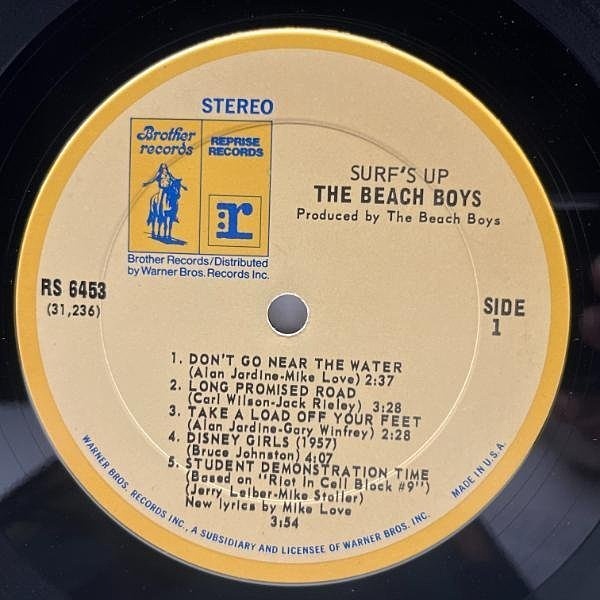 STEREO
Brother
records
REPRISE
RECORDS
:r
Brother Records/Distributed
by Warner Bros. Records Inc.
SURF'S UP
THE BEACH BOYS
Produced by The Beach Boys
RS 6453
(31,236)
SIDE
1
1. DON'T GO NEAR THE WATER
(Alan Jardine-Mike Love) 2:37
2. LONG PROMISED ROAD
(Carl Wilson-Jack Rieley) 3:28
3. TAKE A LOAD OFF YOUR FEET
(Alan Jardine-Gary Winfrey) 2:28
4. DISNEY GIRLS (1957)
(Bruce Johnston) 4:07
5. STUDENT DEMONSTRATION TIME
(Based on "Riot In Cell Block #9")
(Jerry Leiber-Mike Stoller)
New lyrics by Mike Love
3:54
WARNER BROS. RECORDS INC., A SUBSIDIARY AND LICENSEE OF WARNER BROS. INC. MADE IN U.S.A.